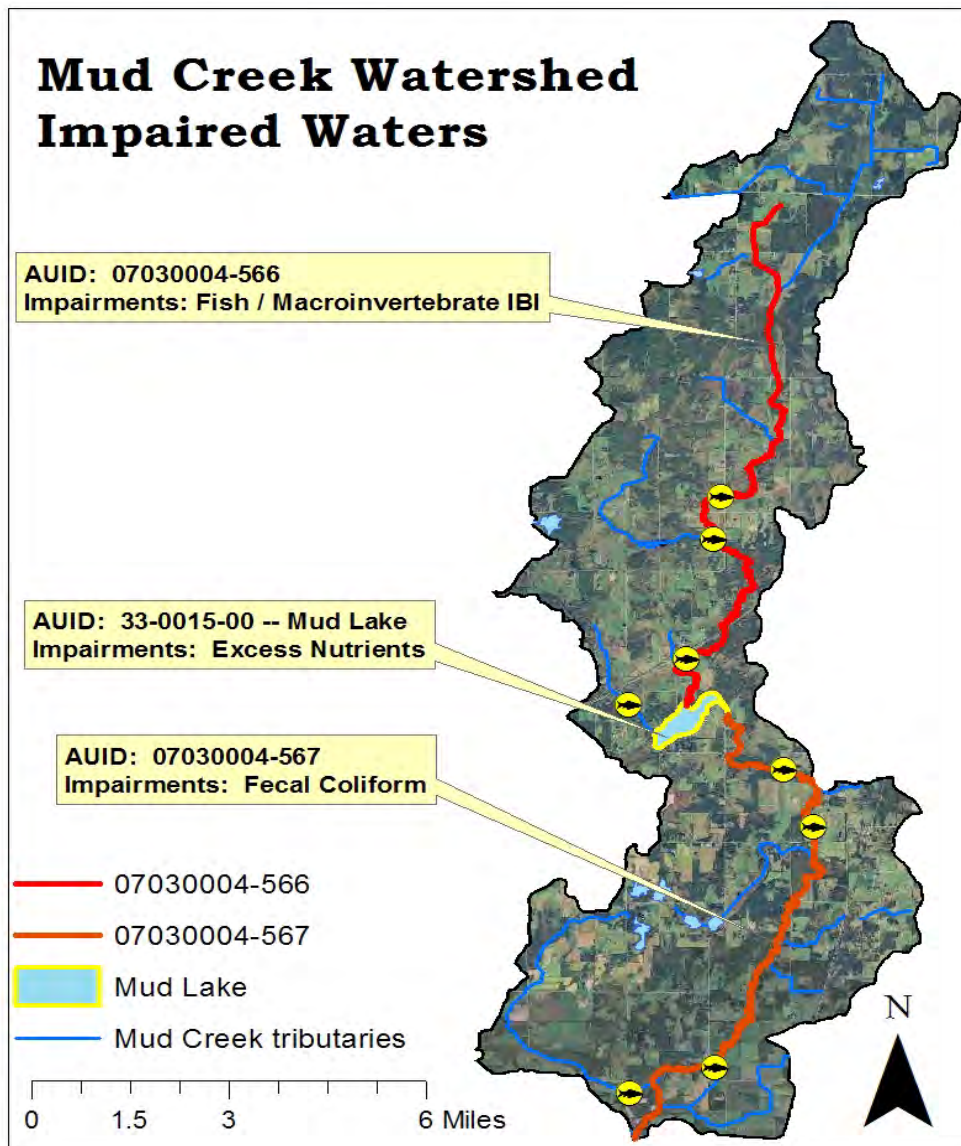 Mud Creek Watershed
Impaired Waters
AUID: 07030004-566
Impairments: Fish / Macroinvertebrate IBI
AUID: 33-0015-00 -- Mud Lake
Impairments: Excess Nutrients
AUID: 07030004-567
Impairments: Fecal Coliform
07030004-566
07030004-567
Mud Lake
Mud Creek tributaries
0 1.5 3 6 Miles
N